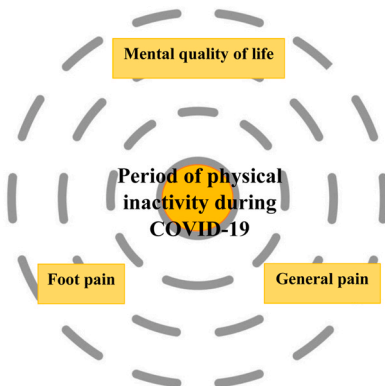 Mental quality of life
Period of physical
inactivity during
COVID-19
Foot pain
General pain